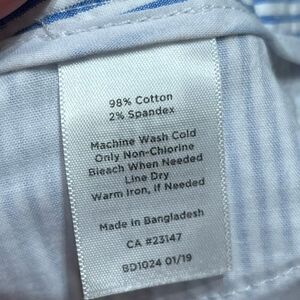 98% Cotton
2% Spandex
Machine Wash Cold
Only Non-Chlorine
Bleach When Needed
Line Dry
Warm Iron, if Needed
Made in Bangladesh
CA #23147
BD1024 01/19